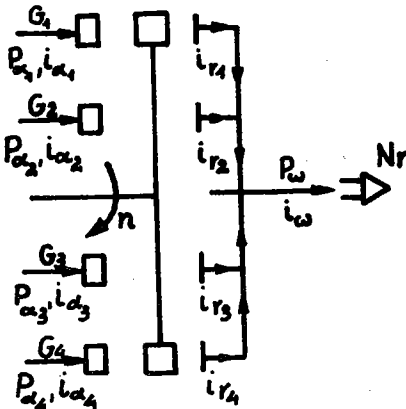 G₁
Pα₁, iα₁
ir₁
G₂
Pα₂, iα₂
ir₂
Pω
iω
Nr
n
G₃
Pα₃, iα₃
ir₃
G₄
Pα₄, iα₄
ir₄